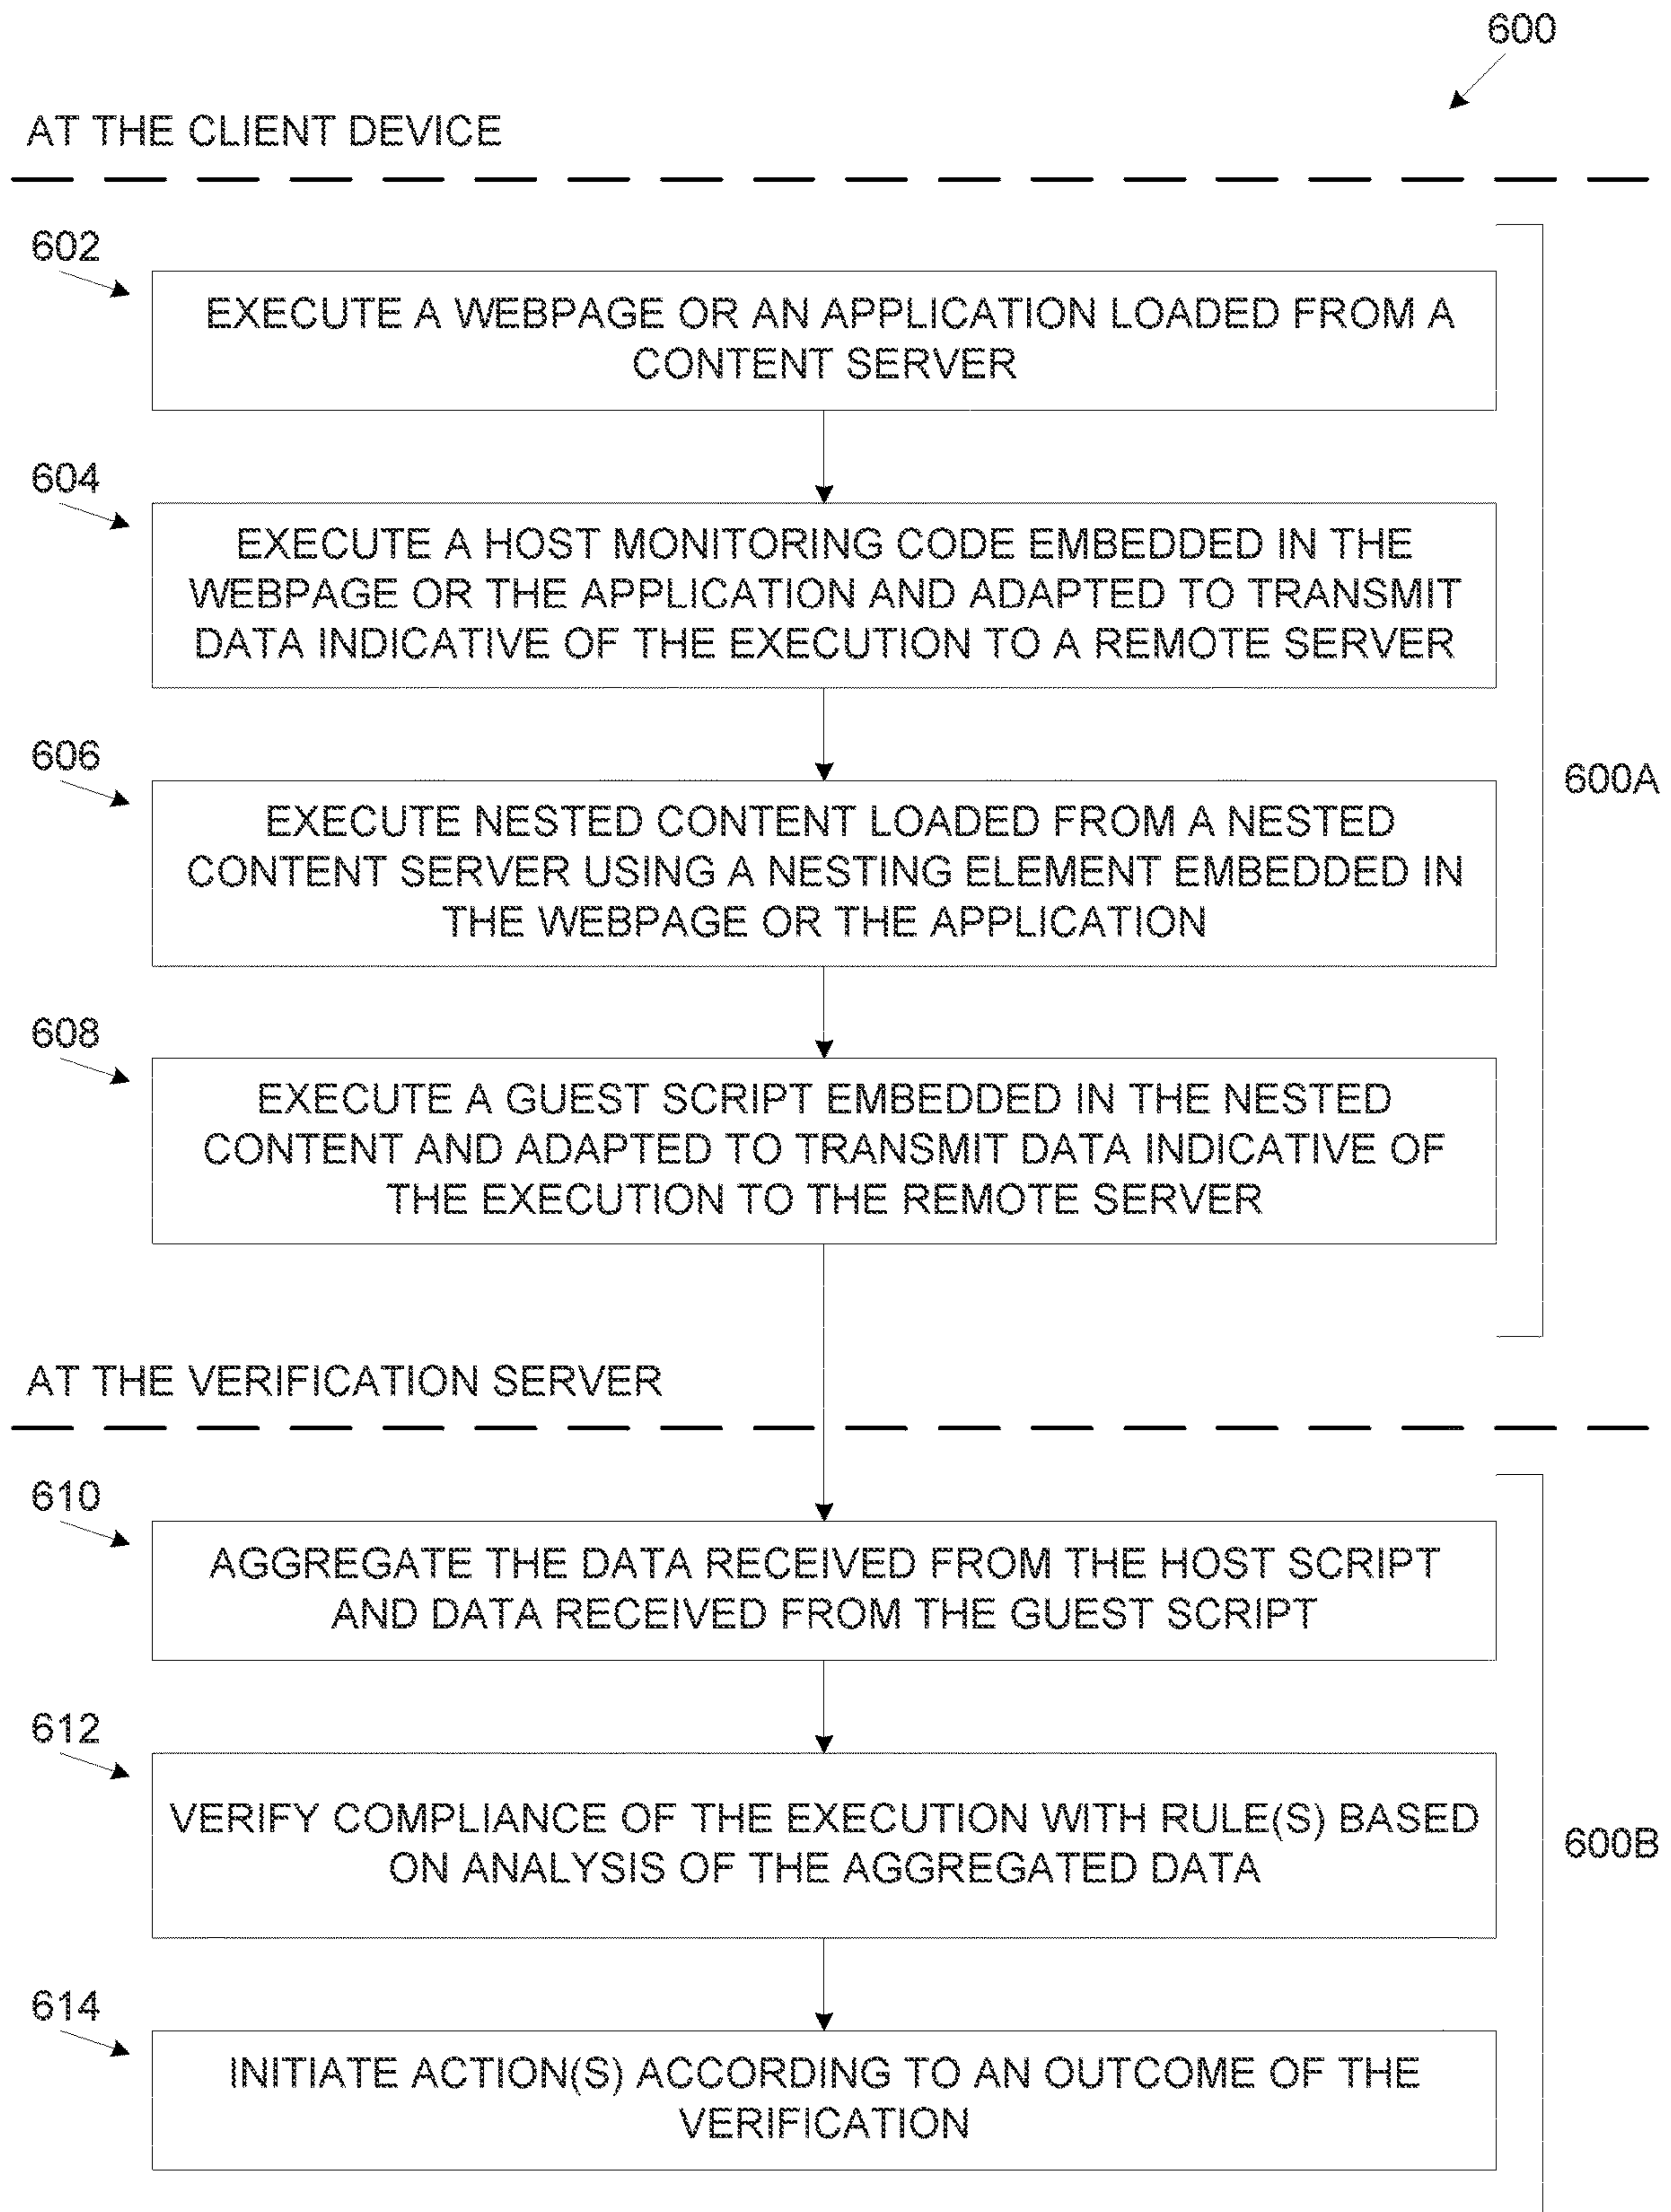 600
AT THE CLIENT DEVICE
602
EXECUTE A WEBPAGE OR AN APPLICATION LOADED FROM A
CONTENT SERVER
604
EXECUTE A HOST MONITORING CODE EMBEDDED IN THE
WEBPAGE OR THE APPLICATION AND ADAPTED TO TRANSMIT
DATA INDICATIVE OF THE EXECUTION TO A REMOTE SERVER
606
600A
EXECUTE NESTED CONTENT LOADED FROM A NESTED
CONTENT SERVER USING A NESTING ELEMENT EMBEDDED IN
THE WEBPAGE OR THE APPLICATION
608
EXECUTE A GUEST SCRIPT EMBEDDED IN THE NESTED
CONTENT AND ADAPTED TO TRANSMIT DATA INDICATIVE OF
THE EXECUTION TO THE REMOTE SERVER
AT THE VERIFICATION SERVER
610
AGGREGATE THE DATA RECEIVED FROM THE HOST SCRIPT
AND DATA RECEIVED FROM THE GUEST SCRIPT
612
VERIFY COMPLIANCE OF THE EXECUTION WITH RULE(S) BASED
ON ANALYSIS OF THE AGGREGATED DATA
600B
614
INITIATE ACTION(S) ACCORDING TO AN OUTCOME OF THE
VERIFICATION